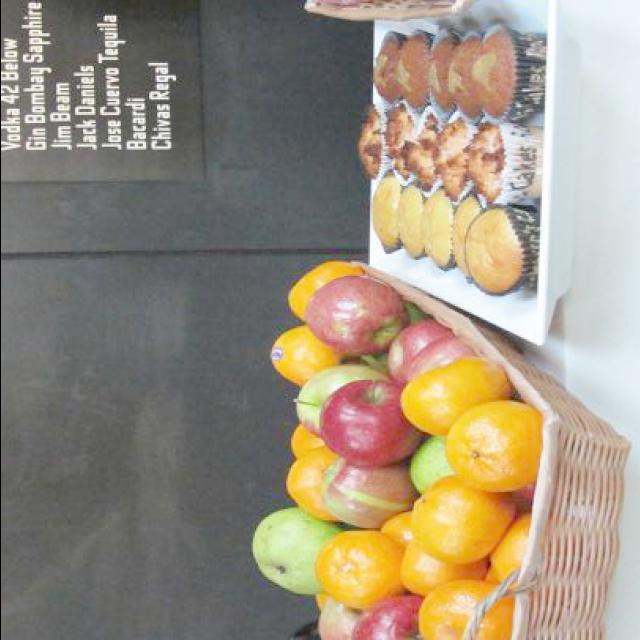 Vodka 42 Below
Gin Bombay Sapphire
Jim Beam
Jack Daniels
Jose Cuervo Tequila
Bacardi
Chivas Regal